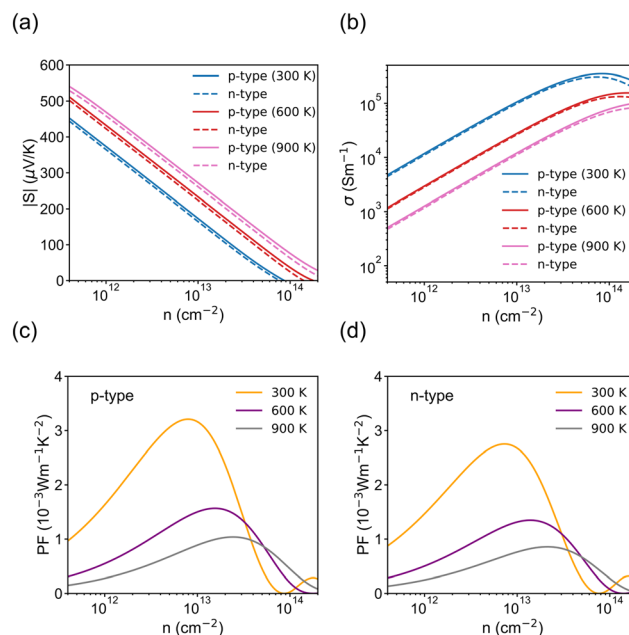 (a)
600
500
400
300
200
100
0
|S| (μV/K)
p-type (300 K)
n-type
p-type (600 K)
n-type
p-type (900 K)
n-type
10¹²
10¹³
10¹⁴
n (cm⁻²)
(b)
10⁵
10⁴
10³
10²
σ (Sm⁻¹)
p-type (300 K)
n-type
p-type (600 K)
n-type
p-type (900 K)
n-type
10¹²
10¹³
10¹⁴
n (cm⁻²)
(c)
4
3
2
1
0
PF (10⁻³Wm⁻¹K⁻²)
p-type
300 K
600 K
900 K
10¹²
10¹³
10¹⁴
n (cm⁻²)
(d)
4
3
2
1
0
PF (10⁻³Wm⁻¹K⁻²)
n-type
300 K
600 K
900 K
10¹²
10¹³
10¹⁴
n (cm⁻²)